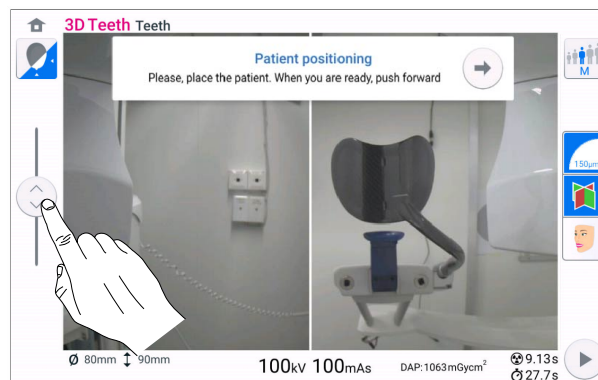 3D Teeth Teeth
Patient positioning
Please, place the patient. When you are ready, push forward
M
150µm
Ø 80mm ↕ 90mm
100kV 100mAs
DAP:1063mGycm²
9.13s
27.7s